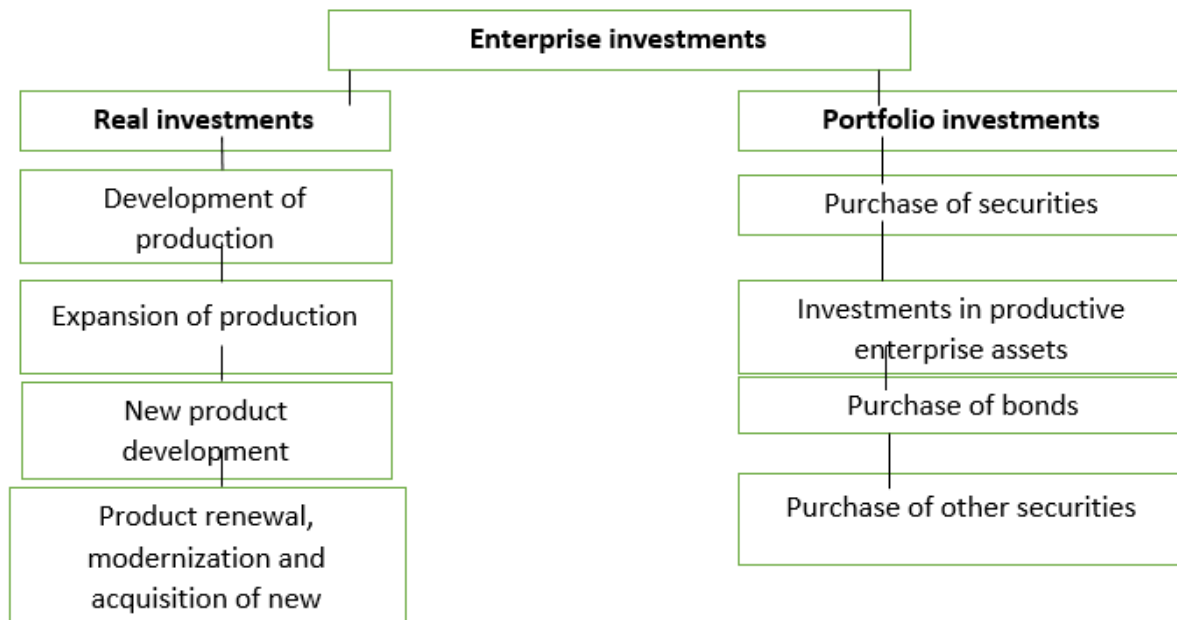 Enterprise investments
Real investments
Development of
production
Expansion of production
New product
development
Product renewal,
modernization and
acquisition of new
Portfolio investments
Purchase of securities
Investments in productive
enterprise assets
Purchase of bonds
Purchase of other securities